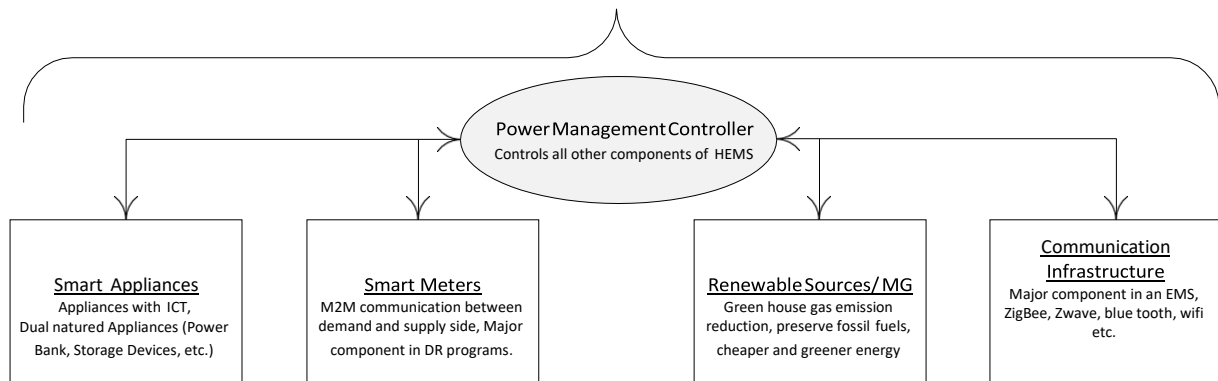 Power Management Controller
Controls all other components of HEMS
Smart Appliances
Appliances with ICT,
Dual natured Appliances (Power
Bank, Storage Devices, etc.)
Smart Meters
M2M communication between
demand and supply side, Major
component in DR programs.
Renewable Sources/ MG
Green house gas emission
reduction, preserve fossil fuels,
cheaper and greener energy
Communication
Infrastructure
Major component in an EMS,
ZigBee, Zwave, blue tooth, wifi
etc.